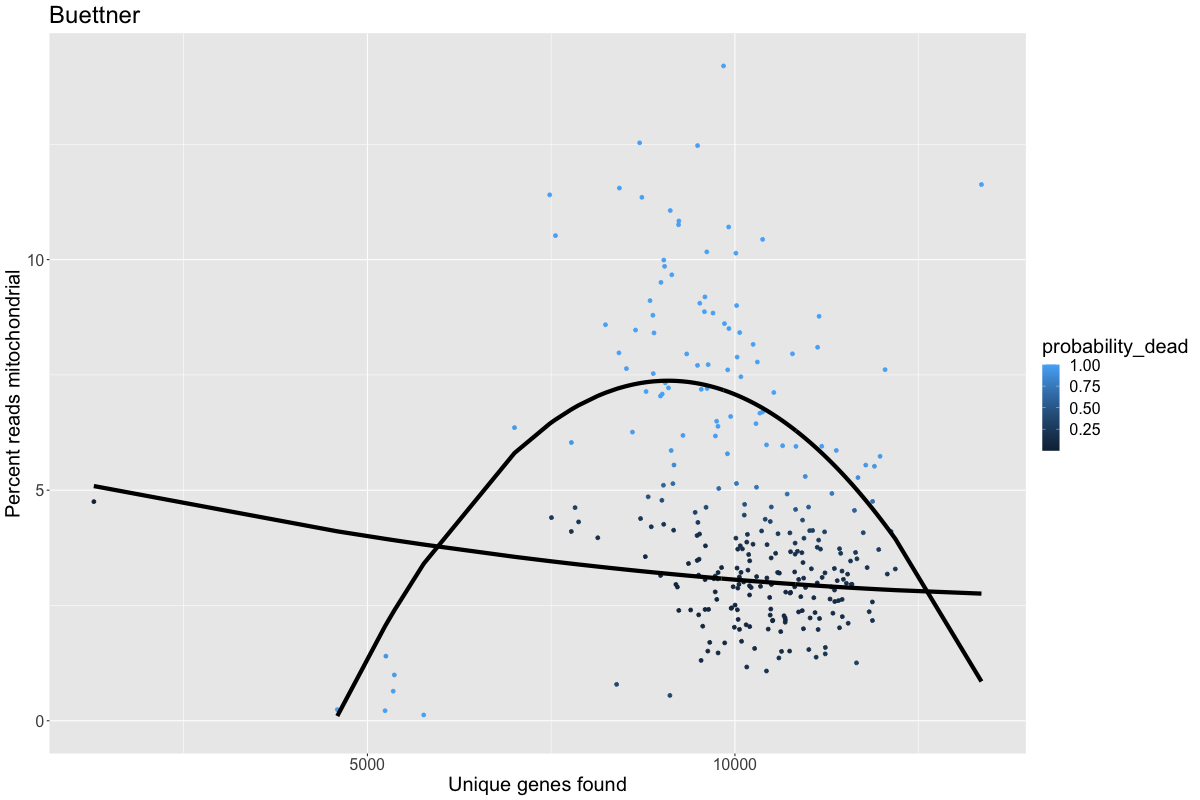 Buettner
Percent reads mitochondrial
10
5
0
5000
10000
Unique genes found
probability_dead
1.00
0.75
0.50
0.25